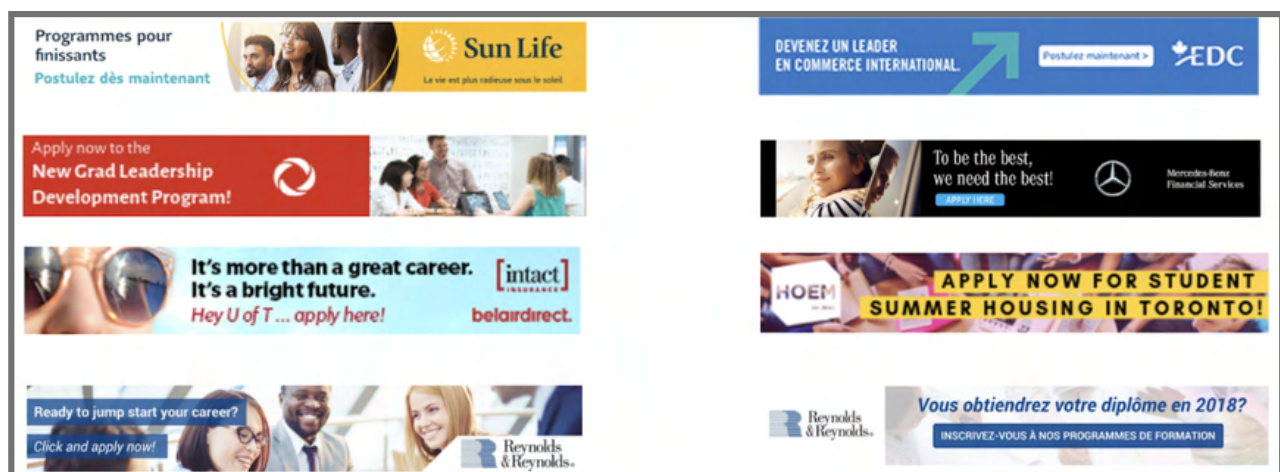 Programmes pour
finissants
Postulez dès maintenant
Sun Life
La vie est plus radieuse sous le soleil
DEVENEZ UN LEADER
EN COMMERCE INTERNATIONAL.
Postulez maintenant >
EDC
Apply now to the
New Grad Leadership
Development Program!
To be the best,
we need the best!
APPLY HERE
Mercedes-Benz
Financial Services
It's more than a great career.
It's a bright future.
Hey U of T ... apply here!
[intact]
INSURANCE
belairdirect.
HOEM
APPLY NOW FOR STUDENT
SUMMER HOUSING IN TORONTO!
Ready to jump start your career?
Click and apply now!
Reynolds
& Reynolds®
Reynolds
& Reynolds®
Vous obtiendrez votre diplôme en 2018?
INSCRIVEZ-VOUS À NOS PROGRAMMES DE FORMATION